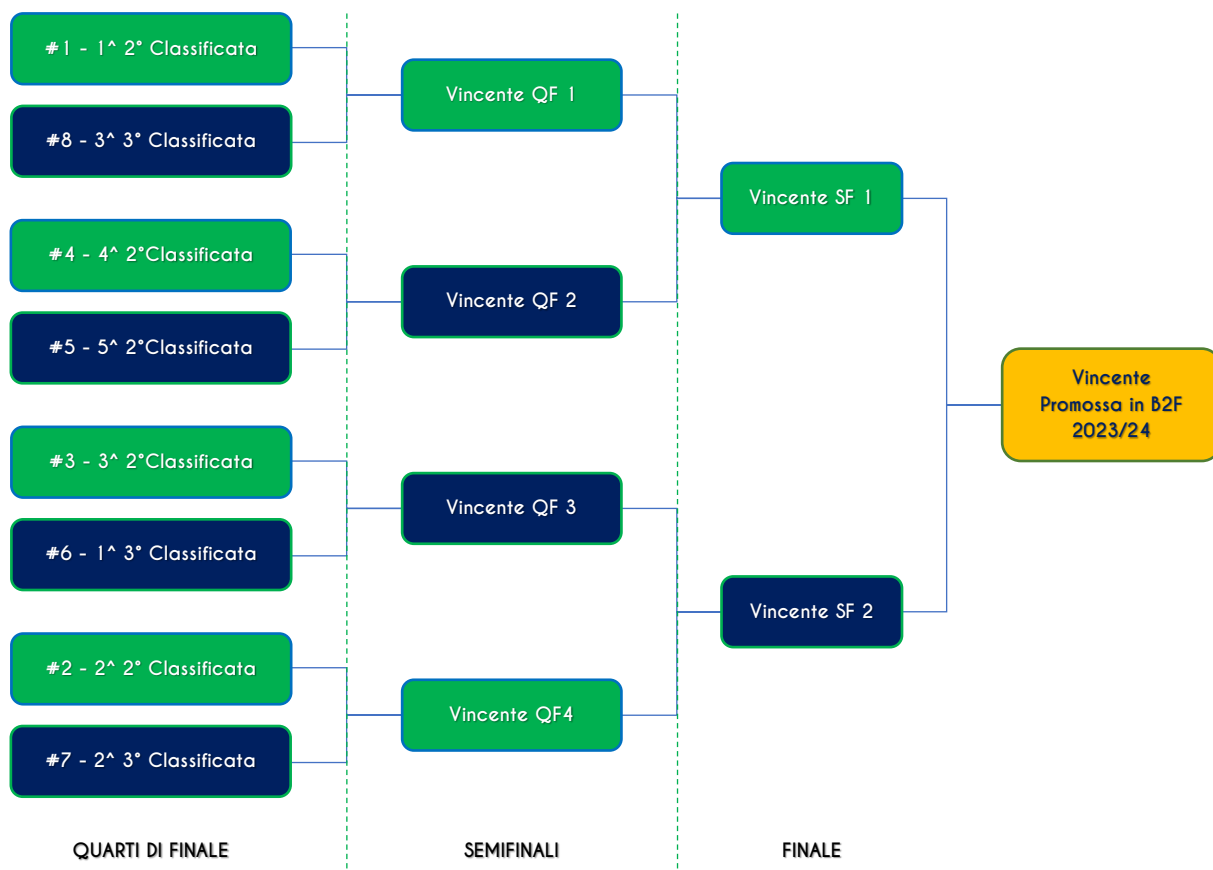 #1 - 1^ 2° Classificata
#8 - 3^ 3° Classificata
#4 - 4^ 2°Classificata
#5 - 5^ 2°Classificata
#3 - 3^ 2°Classificata
#6 - 1^ 3° Classificata
#2 - 2^ 2° Classificata
#7 - 2^ 3° Classificata
QUARTI DI FINALE
Vincente QF 1
Vincente QF 2
Vincente QF 3
Vincente QF4
SEMIFINALI
Vincente SF 1
Vincente SF 2
FINALE
Vincente
Promossa in B2F
2023/24